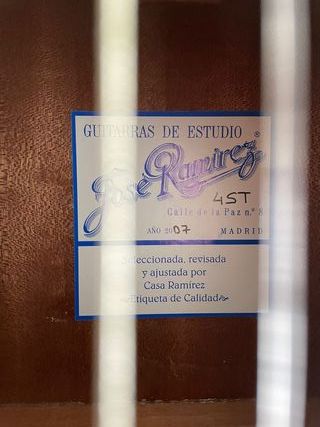 GUITARRAS DE ESTUDIO ®
José Ramírez
4ST
Calle de la Paz n.º 8
AÑO 2007 MADRID
Seleccionada, revisada
y ajustada por
Casa Ramírez
Etiqueta de Calidad